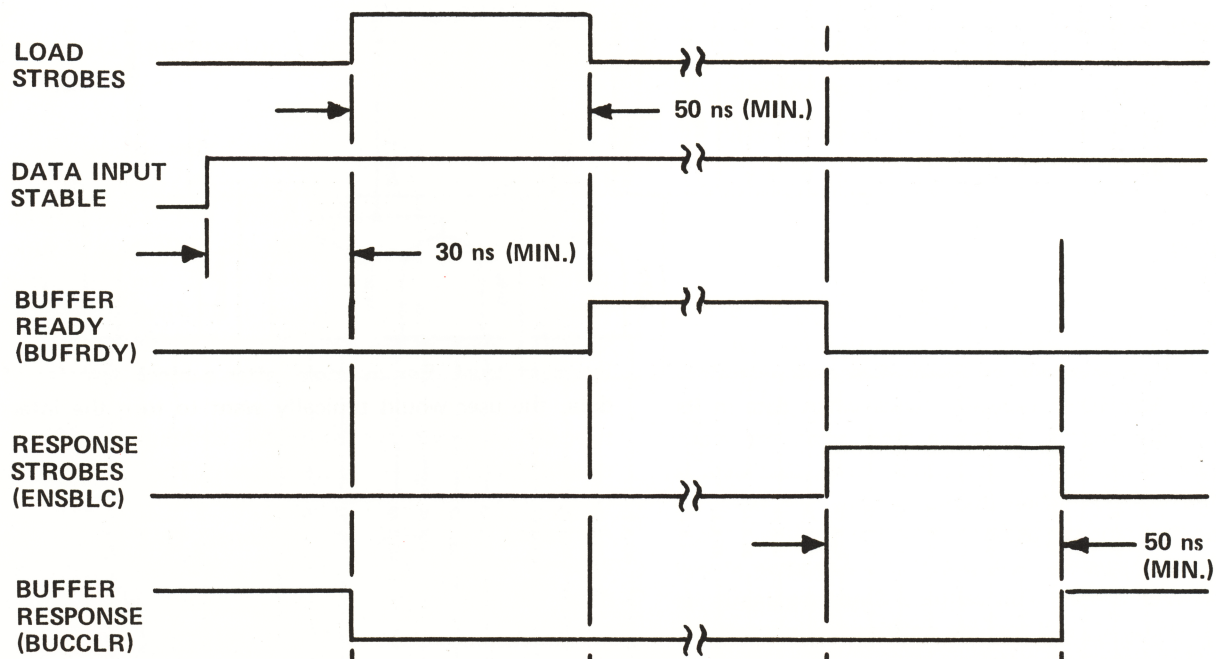 LOAD
STROBES
50 ns (MIN.)
DATA INPUT
STABLE
30 ns (MIN.)
BUFFER
READY
(BUFRDY)
RESPONSE
STROBES
(ENSBLC)
50 ns
(MIN.)
BUFFER
RESPONSE
(BUCCLR)